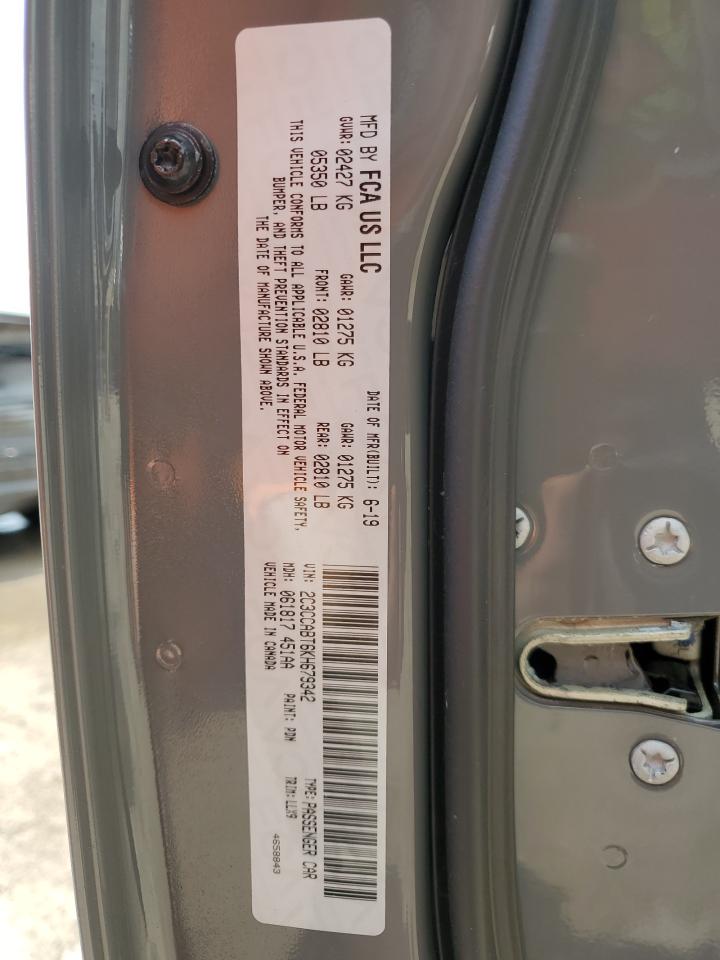 MFD BY FCA US LLC DATE OF MFR(BUILT): 6-19
GVWR: 02427 KG GAWR: 01275 KG GAWR: 01275 KG
05350 LB FRONT: 02810 LB REAR: 02810 LB
THIS VEHICLE CONFORMS TO ALL APPLICABLE U.S.A. FEDERAL MOTOR VEHICLE SAFETY,
BUMPER, AND THEFT PREVENTION STANDARDS IN EFFECT ON
THE DATE OF MANUFACTURE SHOWN ABOVE.
VIN: 2C3CCABT6KH679342 TYPE: PASSENGER CAR
MDH: 061817 451AA PAINT: PDN TRIM: LLX9
VEHICLE MADE IN CANADA 4658843